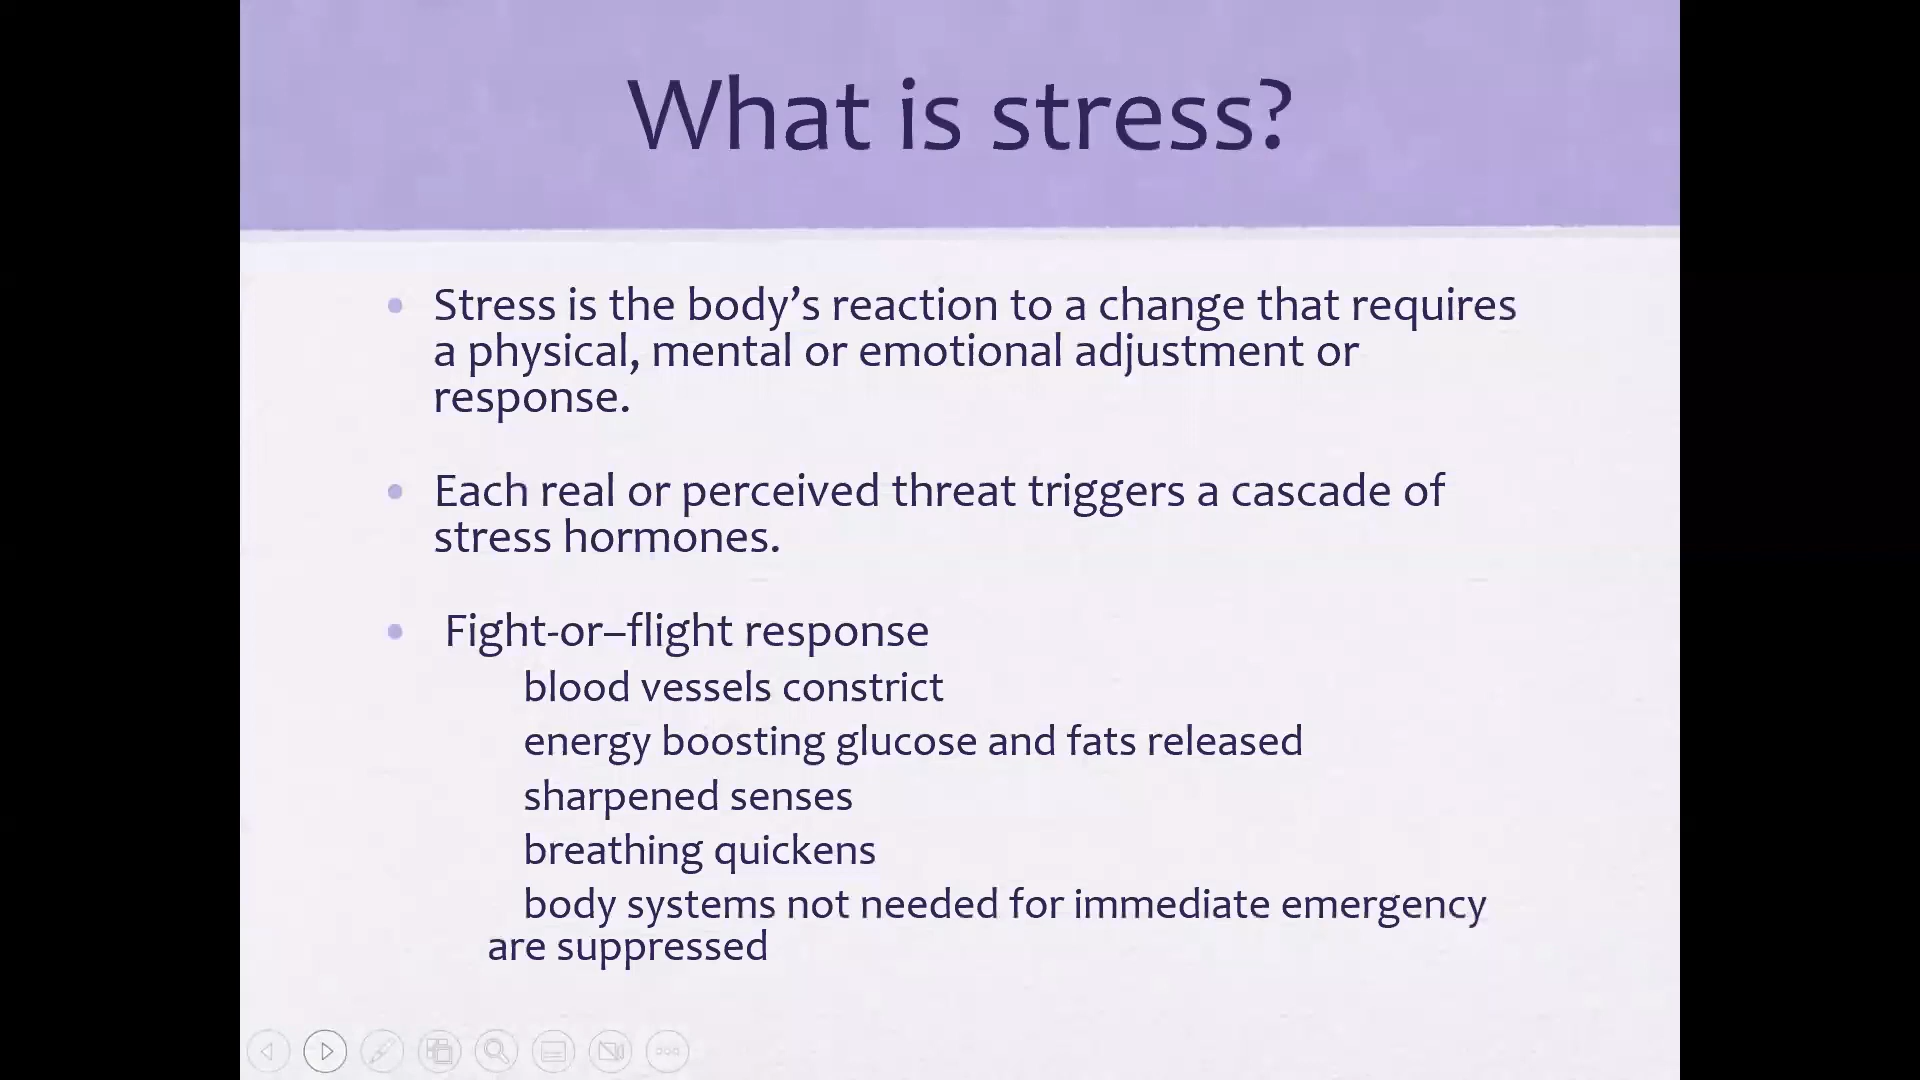 What is stress?
• Stress is the body’s reaction to a change that requires
a physical, mental or emotional adjustment or
response.
• Each real or perceived threat triggers a cascade of
stress hormones.
• Fight-or–flight response
blood vessels constrict
energy boosting glucose and fats released
sharpened senses
breathing quickens
body systems not needed for immediate emergency
are suppressed